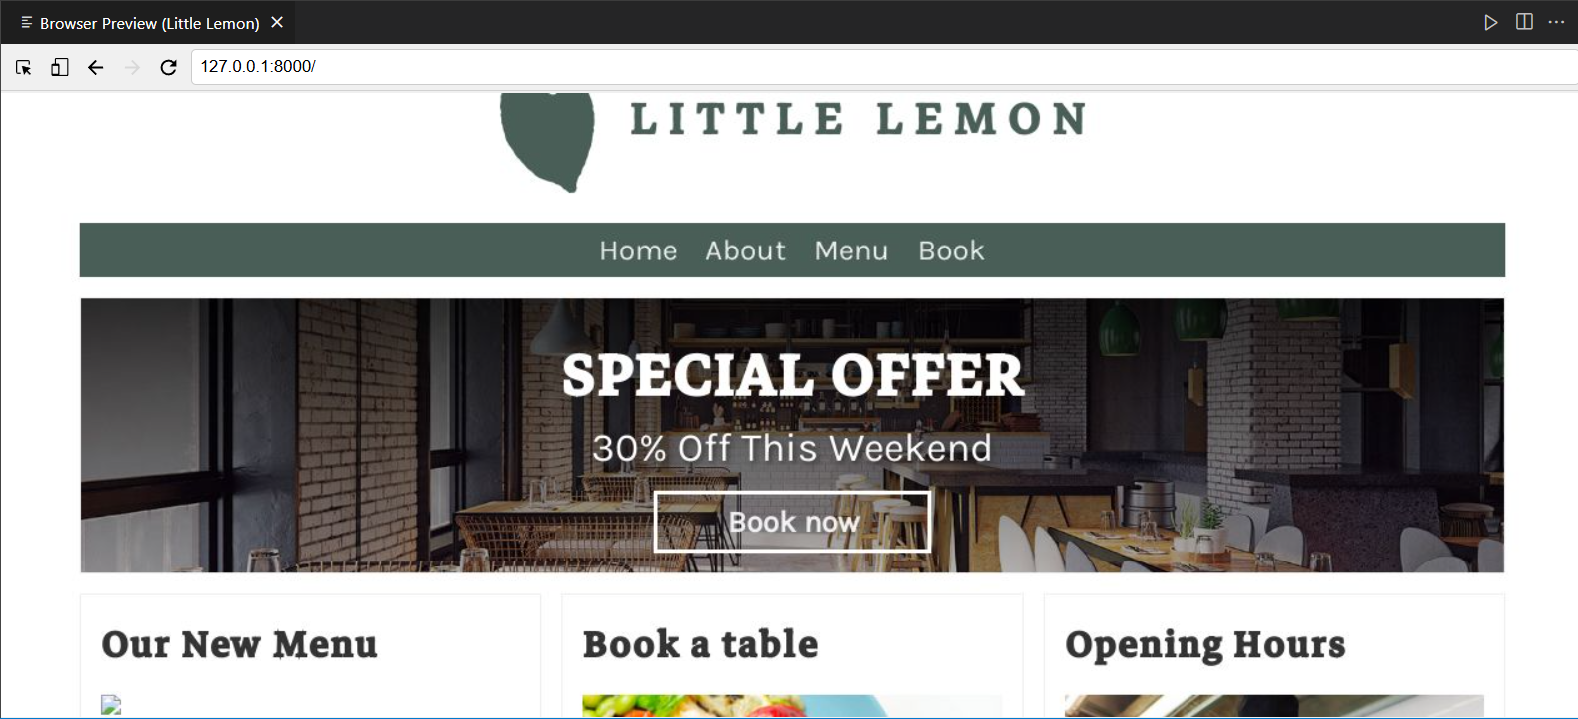 Browser Preview (Little Lemon)
127.0.0.1:8000/
LITTLE LEMON
Home About Menu Book
SPECIAL OFFER
30% Off This Weekend
Book now
Our New Menu
Book a table
Opening Hours